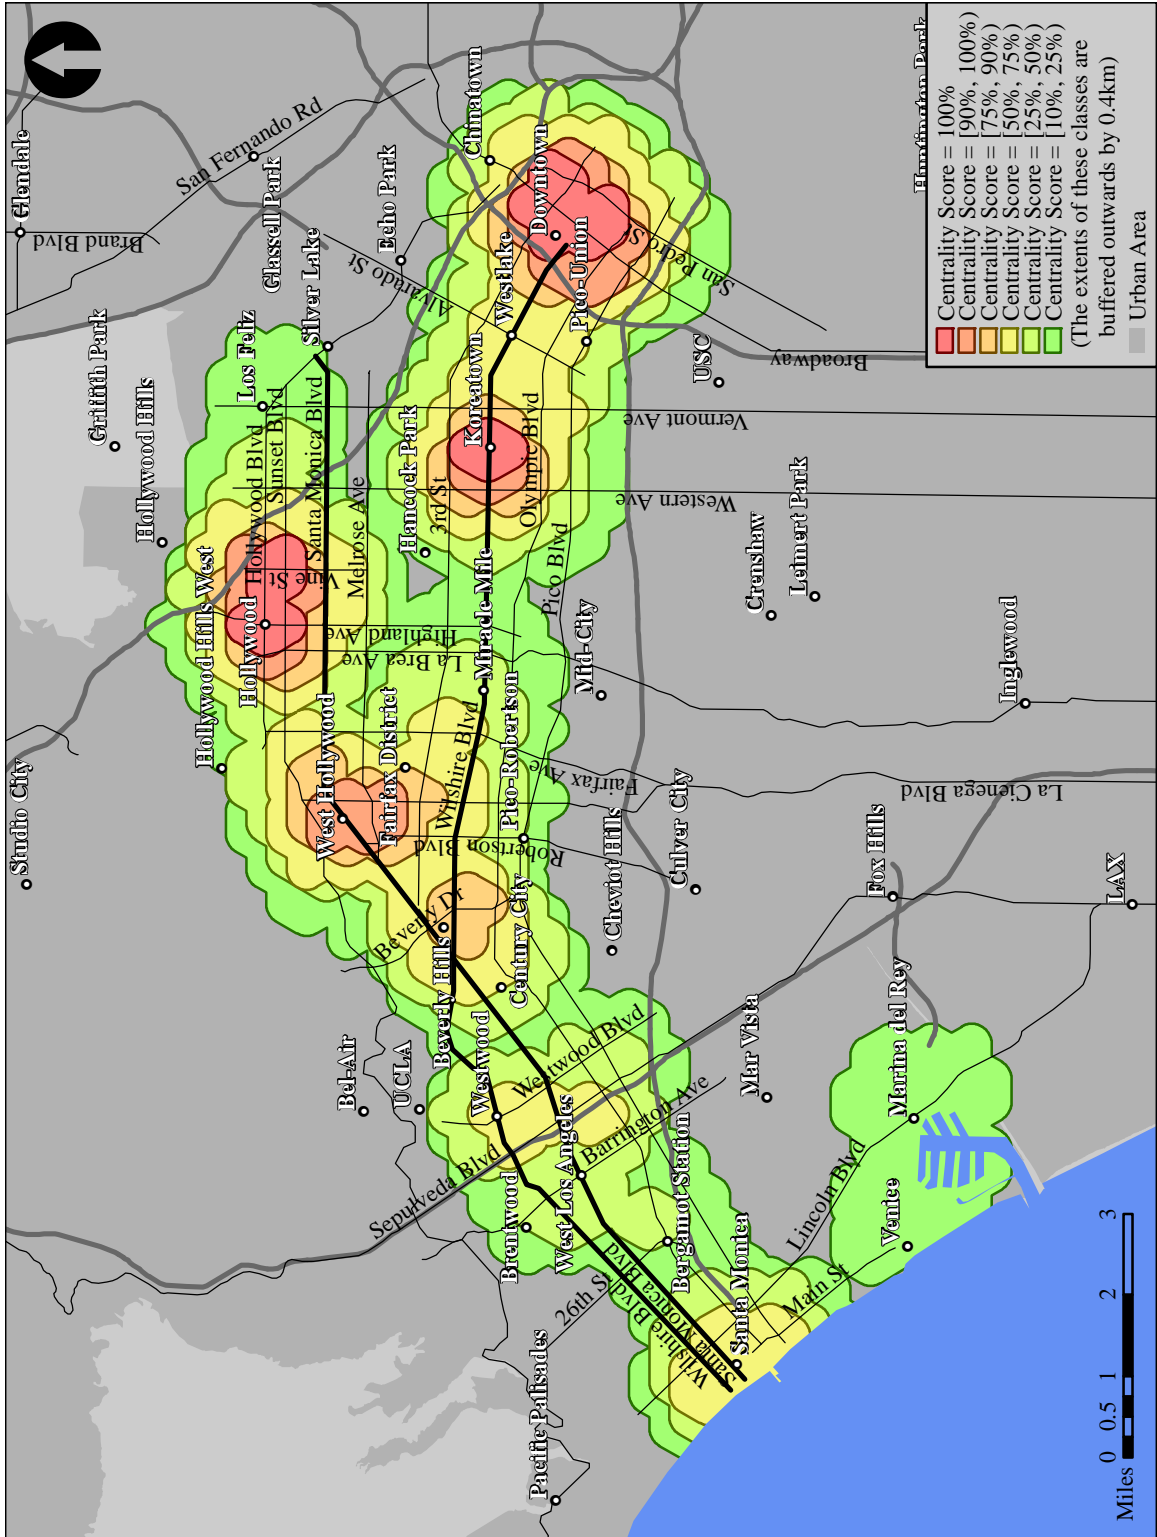 Studio City
Glendale
Brand Blvd
San Fernando Rd
Griffith Park
Glassell Park
Hollywood Hills
Hollywood Hills West
Los Feliz
Silver Lake
Echo Park
Chinatown
Hollywood
Hollywood Blvd
Sunset Blvd
Santa Monica Blvd
Vine St
Melrose Ave
Alvarado St
Highland Ave
La Brea Ave
West Hollywood
Fairfax District
Hancock Park
3rd St
Koreatown
Westlake
Downtown
Pico-Union
San Pedro St
Bel-Air
UCLA
Beverly Dr
Beverly Hills
Wilshire Blvd
Miracle Mile
Olympic Blvd
Pico Blvd
Century City
Pico-Robertson
Robertson Blvd
Fairfax Ave
Mid-City
Western Ave
Vermont Ave
USC
Broadway
Westwood
Westwood Blvd
Sepulveda Blvd
Brentwood
West Los Angeles
Barrington Ave
Cheviot Hills
Culver City
Crenshaw
Leimert Park
La Cienega Blvd
Pacific Palisades
26th St
Wilshire Blvd
Santa Monica Blvd
Bergamot Station
Santa Monica
Main St
Mar Vista
Lincoln Blvd
Venice
Marina del Rey
Fox Hills
Inglewood
LAX
Huntington Park
Centrality Score = 100%
Centrality Score = [90%, 100%)
Centrality Score = [75%, 90%)
Centrality Score = [50%, 75%)
Centrality Score = [25%, 50%)
Centrality Score = [10%, 25%)
(The extents of these classes are
buffered outwards by 0.4km)
Urban Area
Miles
0 0.5 1 2 3